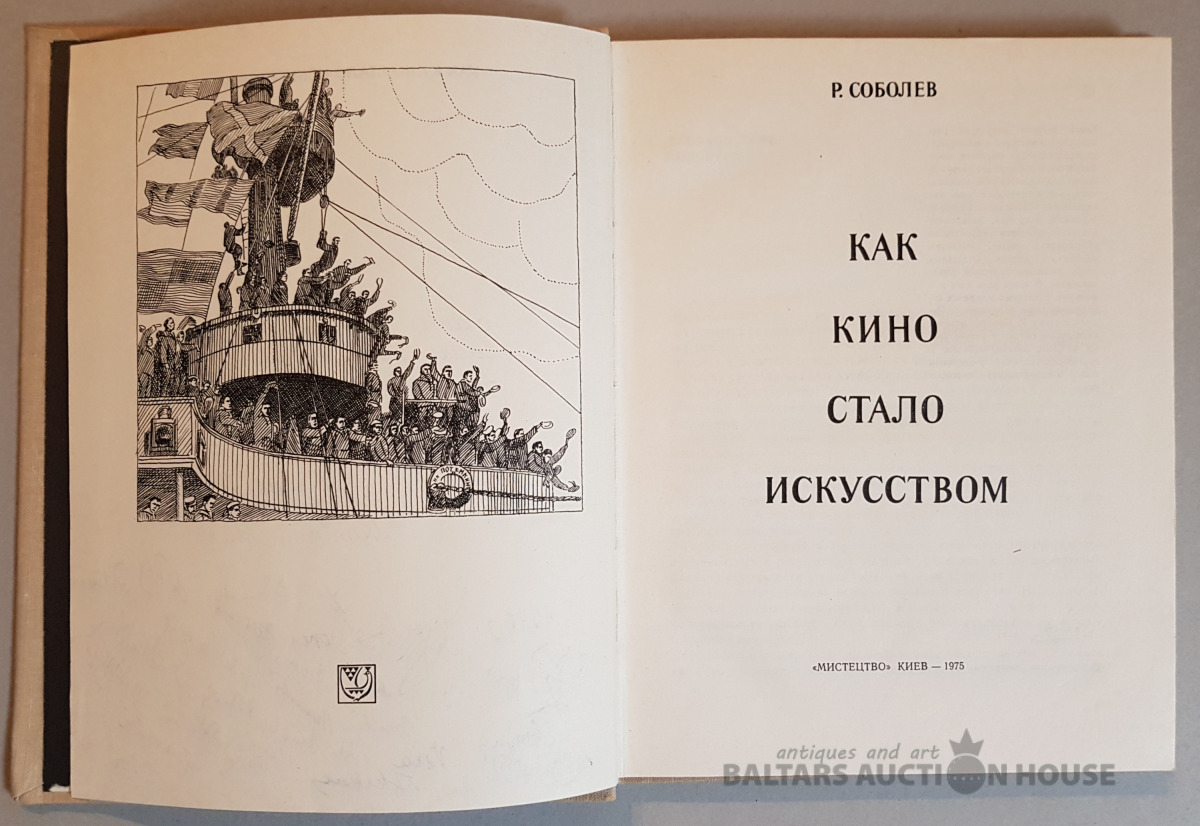 Р. СОБОЛЕВ
КАК
КИНО
СТАЛО
ИСКУССТВОМ
«МИСТЕЦТВО» КИЕВ — 1975
antiques and art
BALTARS AUCTION HOUSE